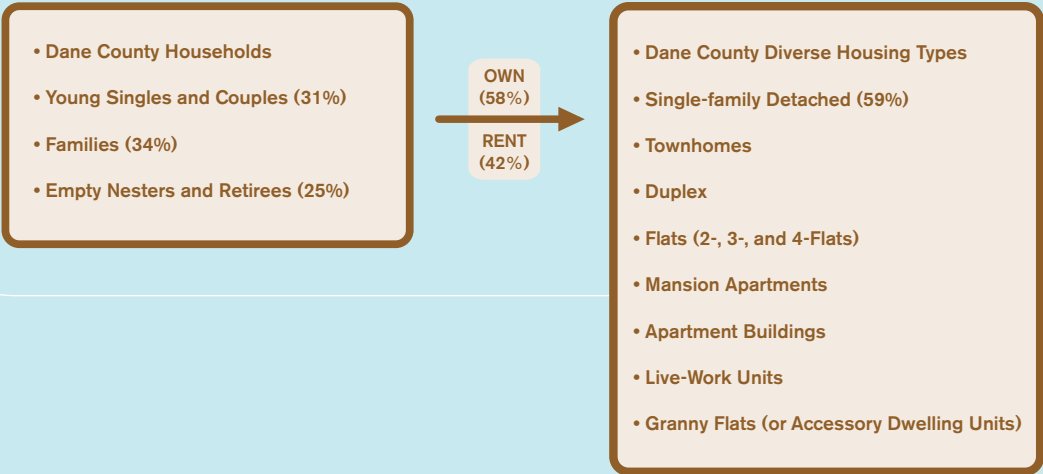 • Dane County Households
• Young Singles and Couples (31%)
• Families (34%)
• Empty Nesters and Retirees (25%)
OWN
(58%)
RENT
(42%)
• Dane County Diverse Housing Types
• Single-family Detached (59%)
• Townhomes
• Duplex
• Flats (2-, 3-, and 4-Flats)
• Mansion Apartments
• Apartment Buildings
• Live-Work Units
• Granny Flats (or Accessory Dwelling Units)